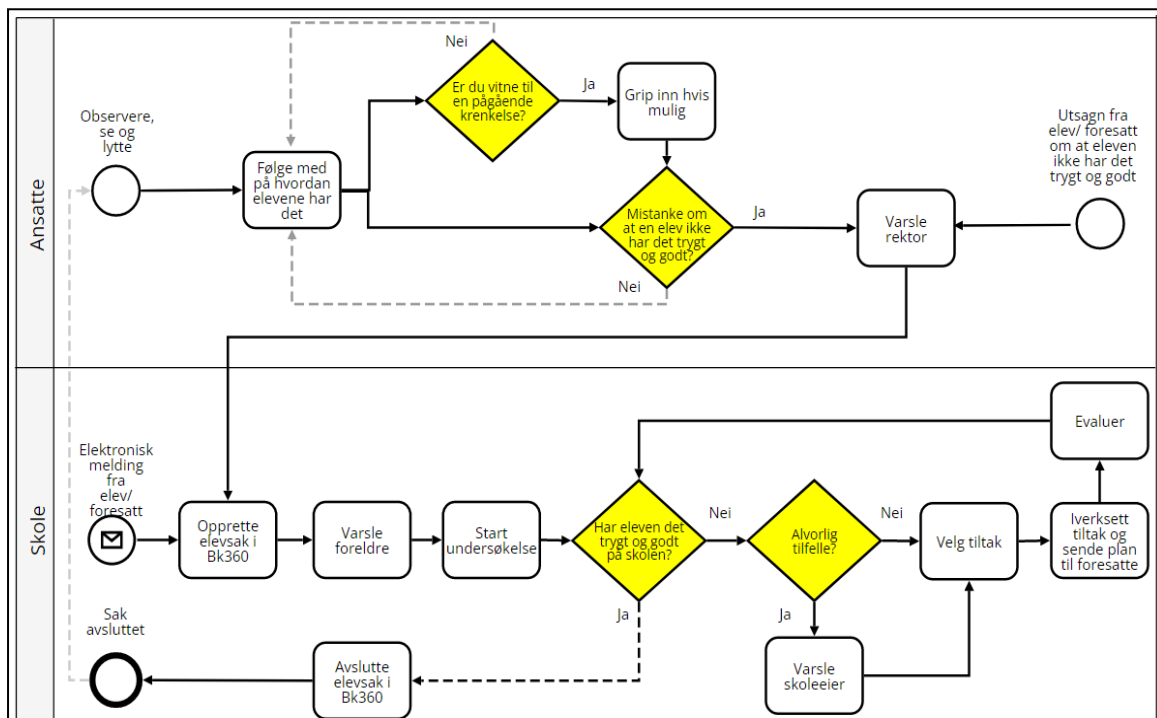 Ansatte
Observere,
se og
lytte
Følge med
på hvordan
elevene har
det
Nei
Er du vitne til
en pågående
krenkelse?
Ja
Grip inn hvis
mulig
Mistanke om
at en elev ikke
har det trygt
og godt?
Nei
Ja
Varsle
rektor
Utsagn fra
elev/ foresatt
om at eleven
ikke har det
trygt og godt
Skole
Elektronisk
melding
fra
elev/
foresatt
Opprette
elevsak i
Bk360
Varsle
foreldre
Start
undersøkelse
Har eleven det
trygt og godt
på skolen?
Nei
Ja
Alvorlig
tilfelle?
Nei
Ja
Velg tiltak
Iverksett
tiltak og
sende plan
til foresatte
Evaluer
Varsle
skoleeier
Avslutte
elevsak i
Bk360
Sak
avsluttet